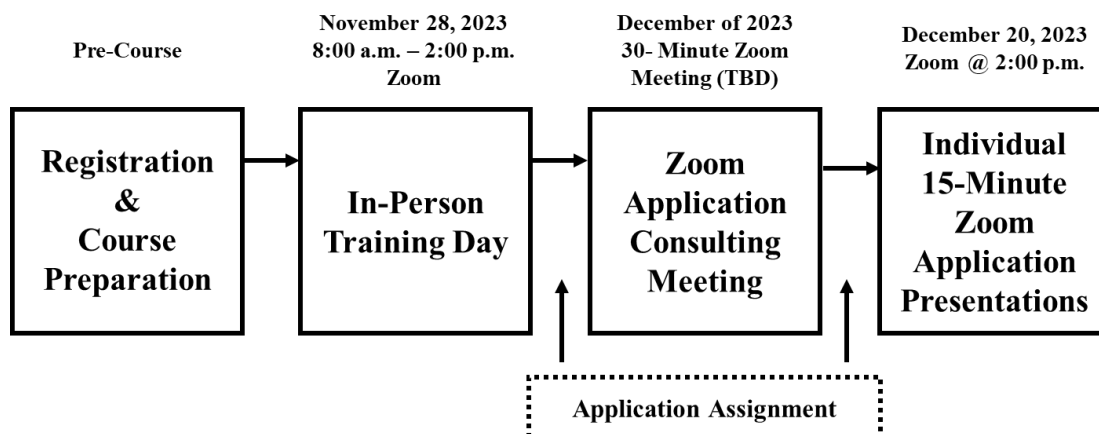 Pre-Course
November 28, 2023
8:00 a.m. – 2:00 p.m.
Zoom
December of 2023
30- Minute Zoom
Meeting (TBD)
December 20, 2023
Zoom @ 2:00 p.m.
Registration
&
Course
Preparation
In-Person
Training Day
Zoom
Application
Consulting
Meeting
Individual
15-Minute
Zoom
Application
Presentations
Application Assignment